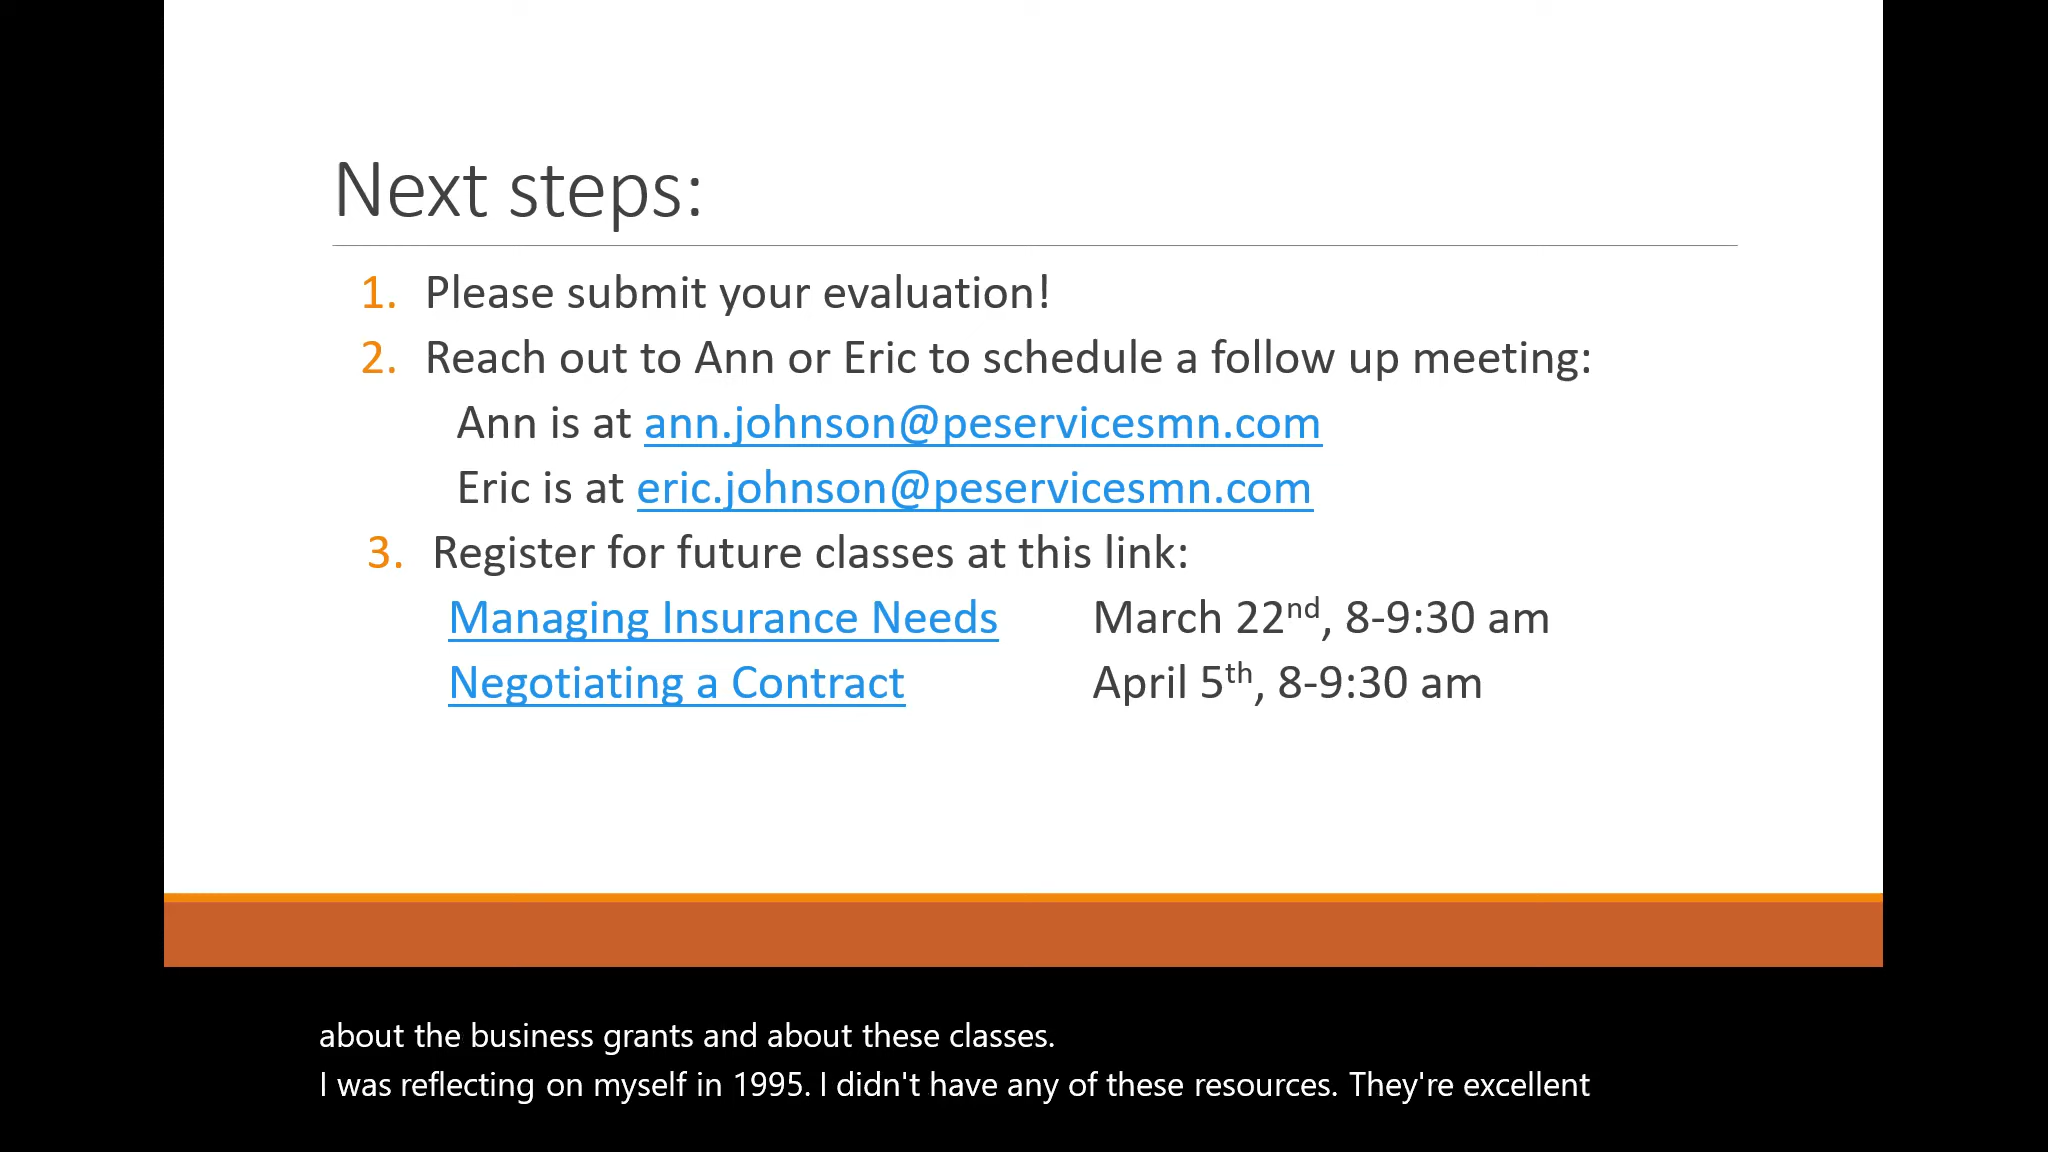 Next steps:
1. Please submit your evaluation!
2. Reach out to Ann or Eric to schedule a follow up meeting:
Ann is at ann.johnson@peservicesmn.com
Eric is at eric.johnson@peservicesmn.com
3. Register for future classes at this link:
Managing Insurance Needs March 22nd, 8-9:30 am
Negotiating a Contract April 5th, 8-9:30 am
about the business grants and about these classes.
I was reflecting on myself in 1995. I didn't have any of these resources. They're excellent